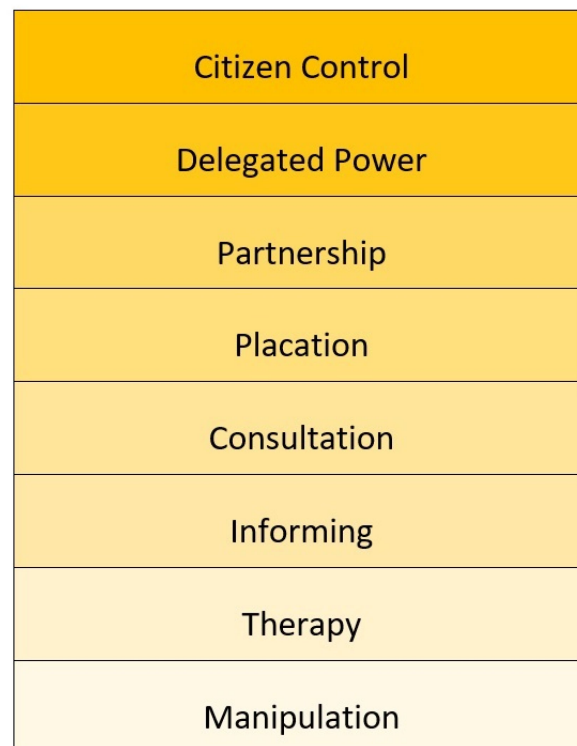 Citizen Control
Delegated Power
Partnership
Placation
Consultation
Informing
Therapy
Manipulation